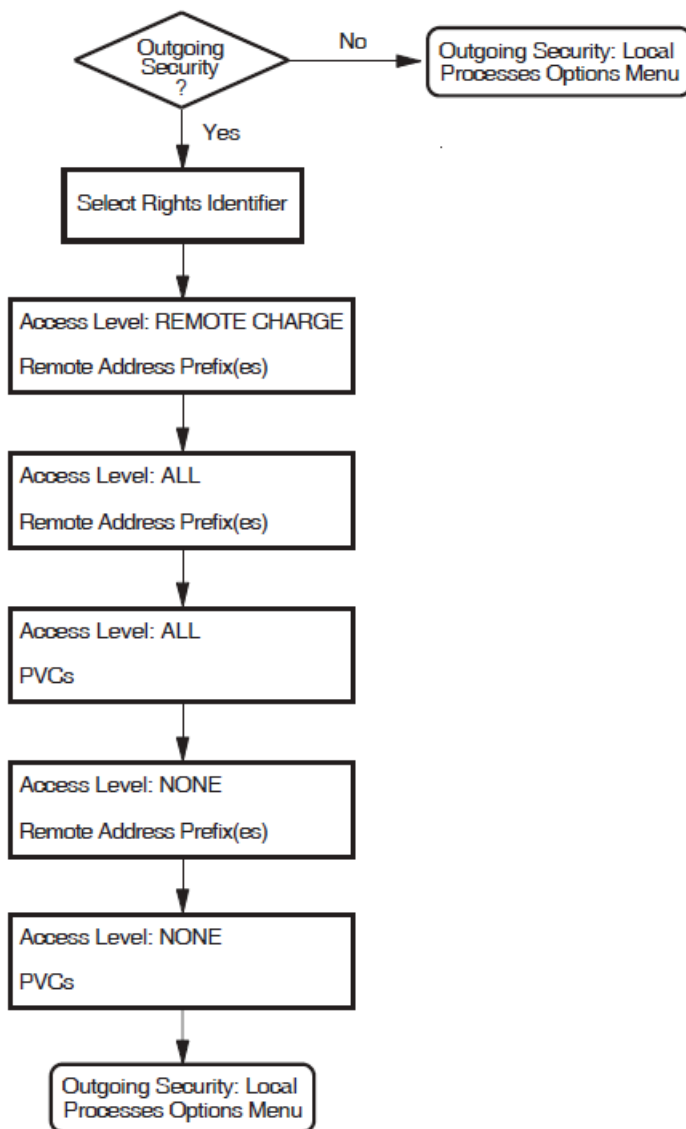 Outgoing
Security
?
No
Outgoing Security: Local
Processes Options Menu
Yes
Select Rights Identifier
Access Level: REMOTE CHARGE
Remote Address Prefix(es)
Access Level: ALL
Remote Address Prefix(es)
Access Level: ALL
PVCs
Access Level: NONE
Remote Address Prefix(es)
Access Level: NONE
PVCs
Outgoing Security: Local
Processes Options Menu